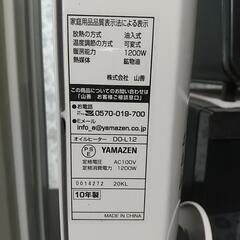 家庭用品品質表示法による表示
放熱の方式 油入式
温度調節の方式 可変式
暖房能力 1200W
熱媒体 鉱物油
株式会社 山善
この商品についてのお問い合わせは
「山善 お客様ご相談窓口」まで
●お電話
0570-019-700
●Eメール
info_e@yamazen.co.jp
オイルヒーター DO-L12
PSE
YAMAZEN
定格電圧 AC100V
定格消費電力 1200W
0014272 20KL
10年製
MADE IN CHINA